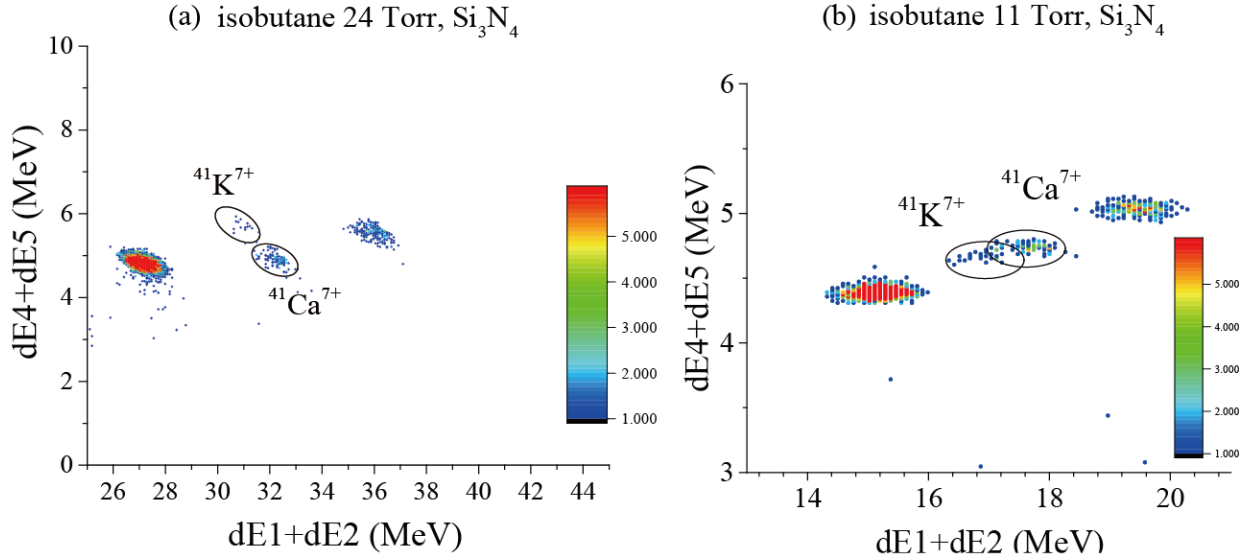 (a) isobutane 24 Torr, Si₃N₄
10
8
6
4
2
0
dE4+dE5 (MeV)
⁴¹K⁷⁺
⁴¹Ca⁷⁺
5.000
4.000
3.000
2.000
1.000
26 28 30 32 34 36 38 40 42 44
dE1+dE2 (MeV)
(b) isobutane 11 Torr, Si₃N₄
6
5
4
3
dE4+dE5 (MeV)
⁴¹K⁷⁺
⁴¹Ca⁷⁺
5.000
4.000
3.000
2.000
1.000
14 16 18 20
dE1+dE2 (MeV)